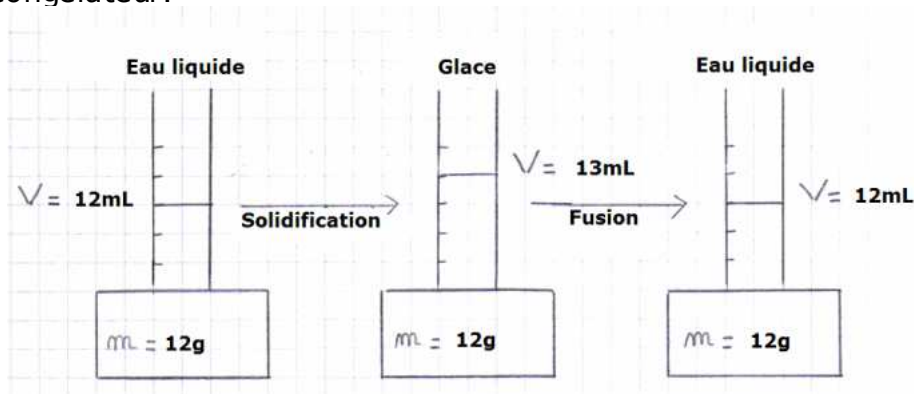 Eau liquide
Glace
Eau liquide
V = 12mL
V = 13mL
V = 12mL
Solidification
Fusion
m = 12g
m = 12g
m = 12g